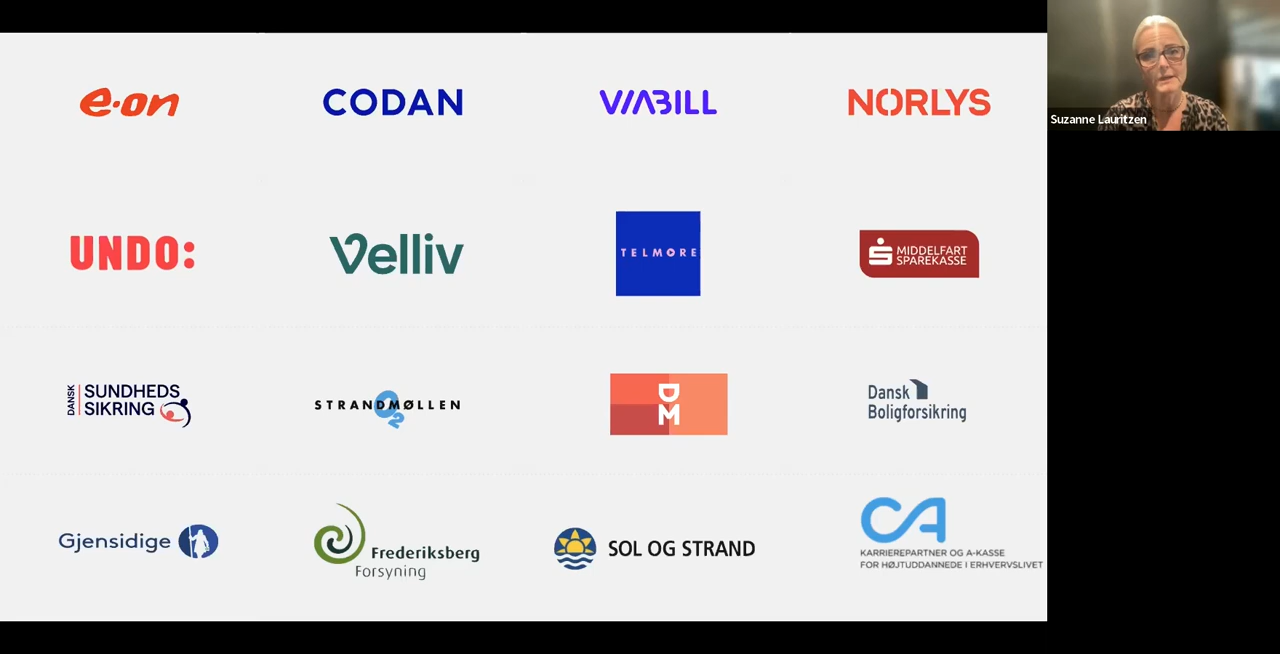 e·on
CODAN
VIABILL
NORLYS
Suzanne Lauritzen
UNDO:
Velliv
TELMORE
MIDDELFART
SPAREKASSE
DANSK
SUNDHEDS
SIKRING
STRANDMØLLEN
O2
DM
Dansk
Boligforsikring
Gjensidige
Frederiksberg
Forsyning
SOL OG STRAND
CA
KARRIEREPARTNER OG A-KASSE
FOR HØJTUDDANNEDE I ERHVERVSLIVET